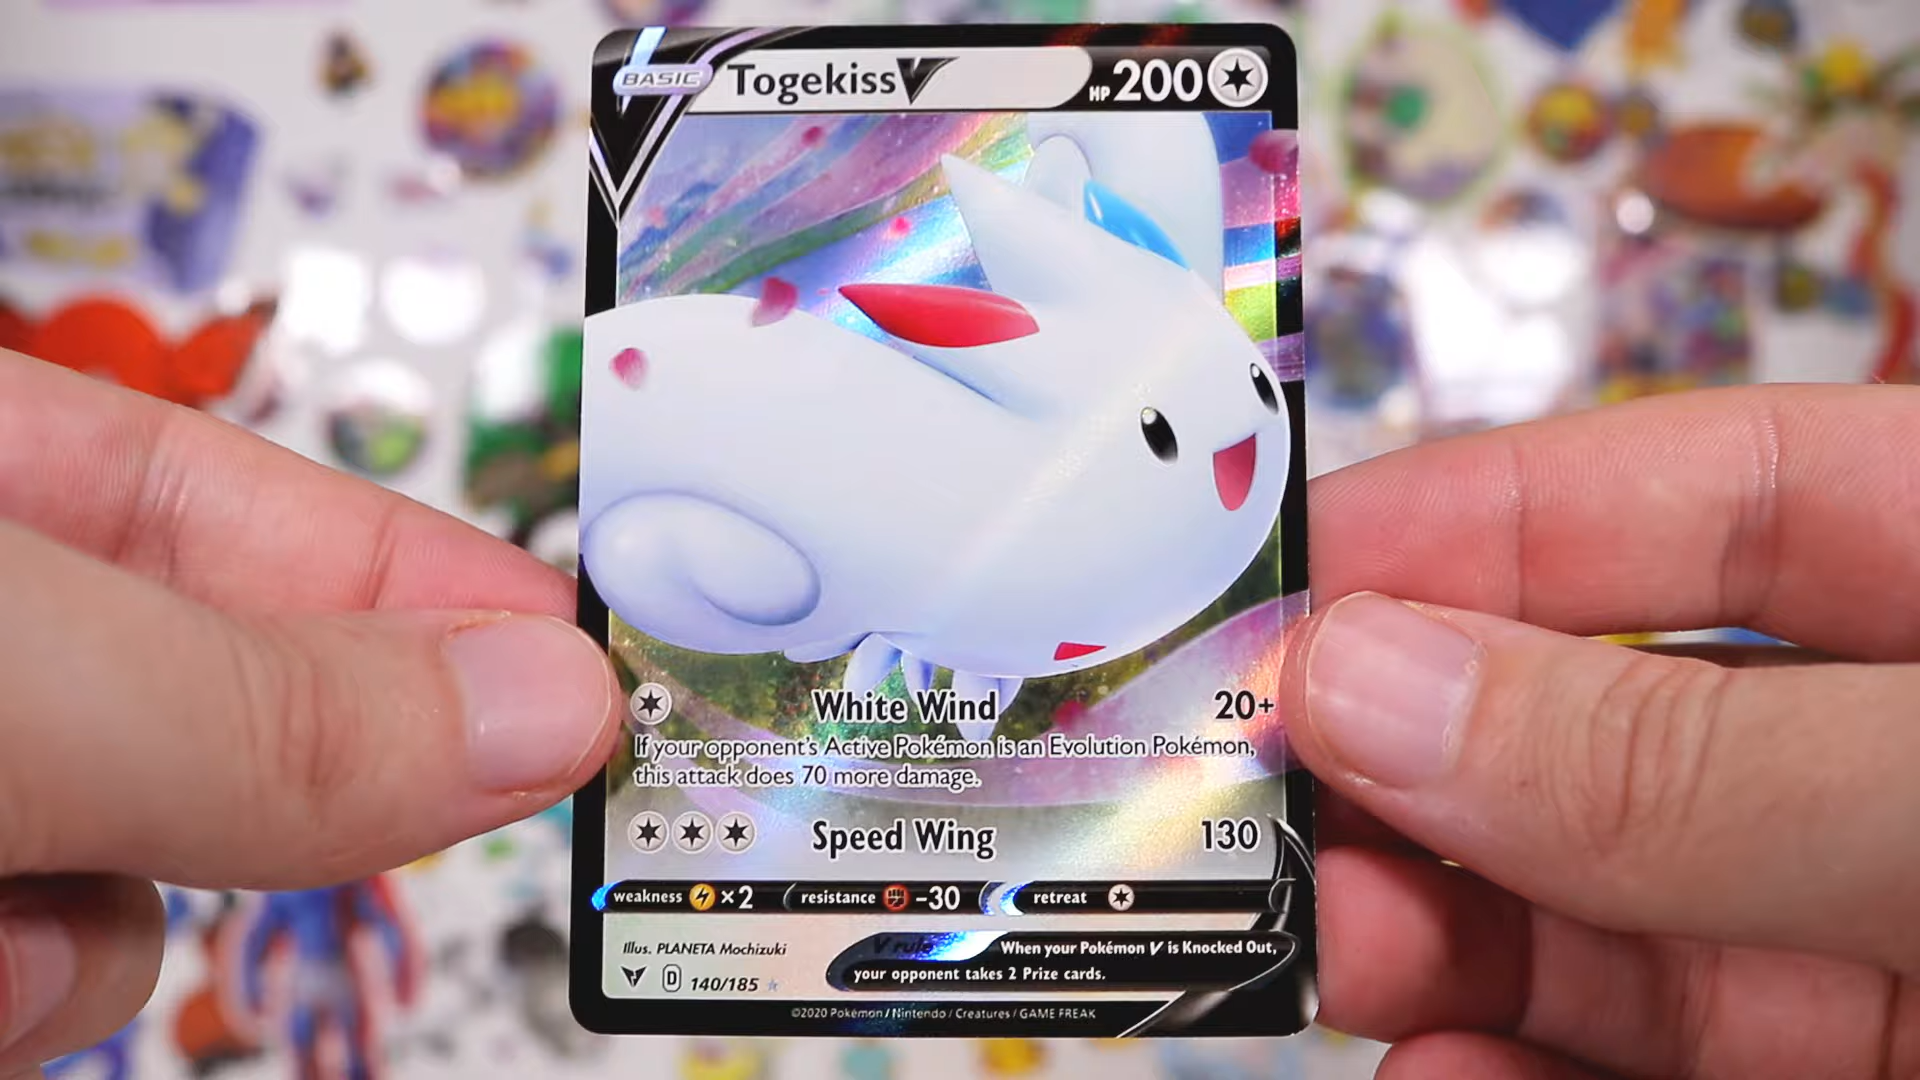 BASIC Togekiss V HP 200
White Wind 20+
If your opponent's Active Pokémon is an Evolution Pokémon,
this attack does 70 more damage.
Speed Wing 130
weakness ×2 resistance -30 retreat
Illus. PLANETA Mochizuki
V rule When your Pokémon V is Knocked Out,
your opponent takes 2 Prize cards.
D 140/185
©2020 Pokémon / Nintendo / Creatures / GAME FREAK